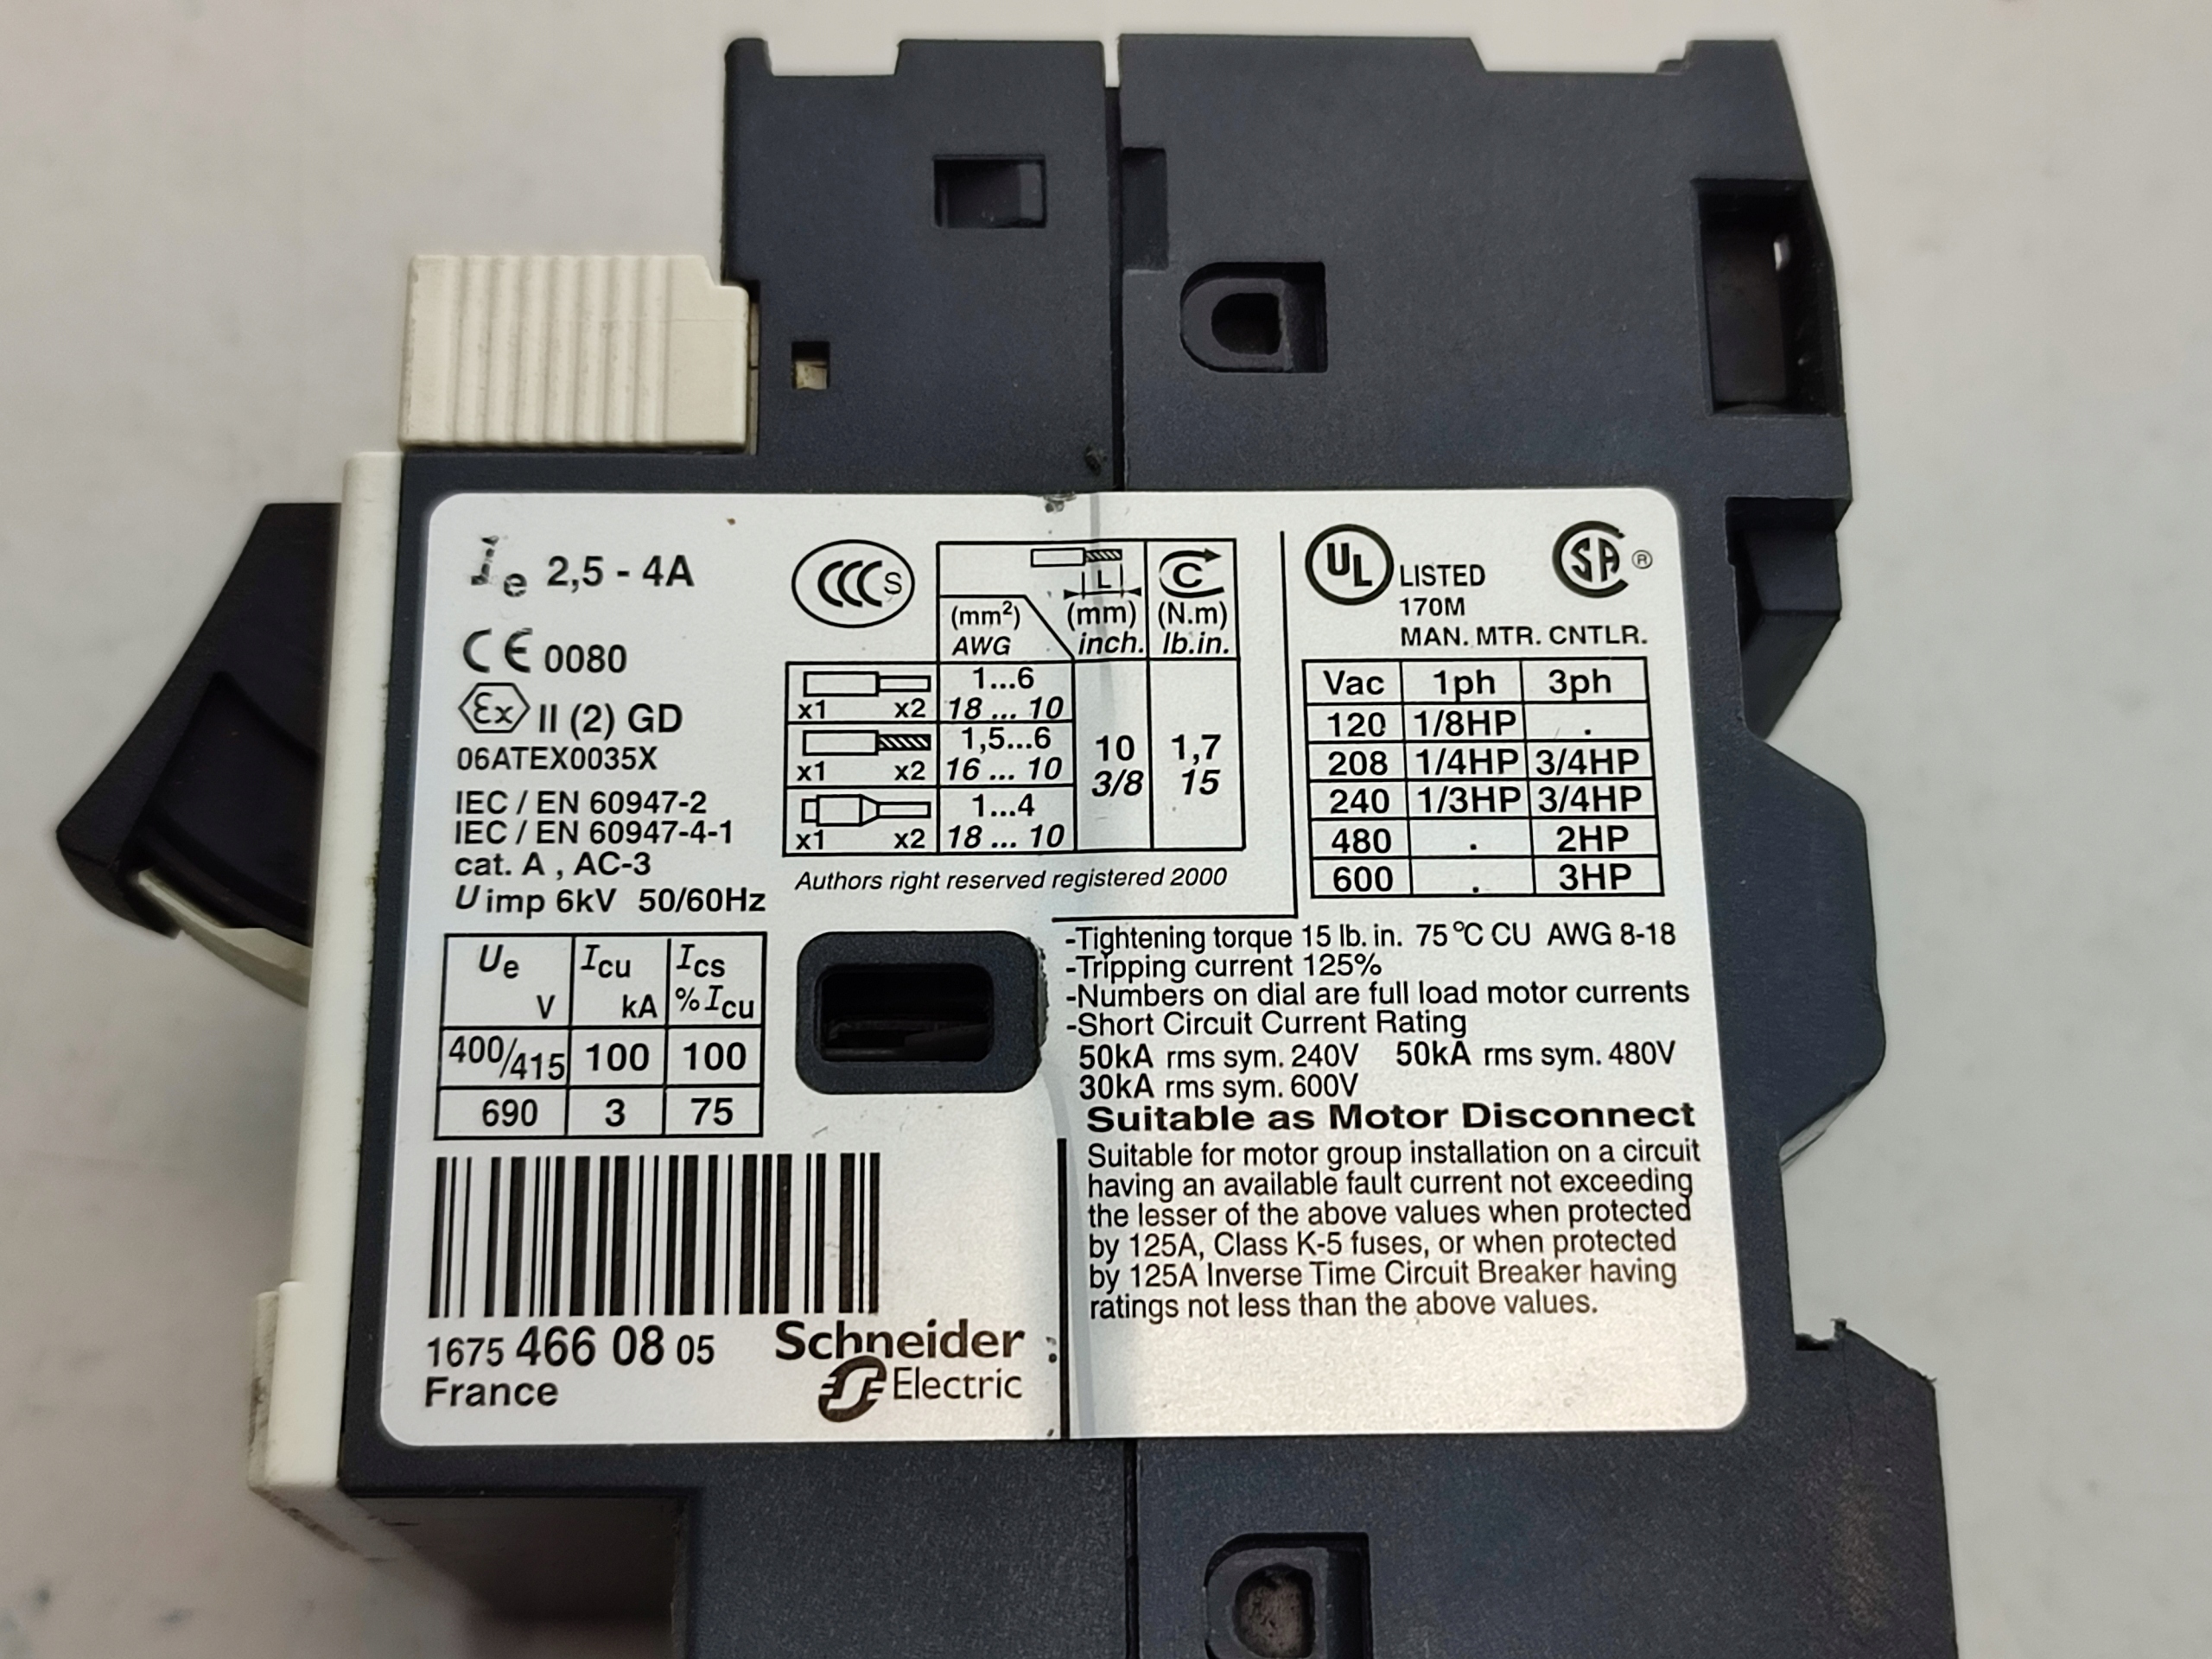 Ie 2,5 - 4A
CE 0080
Ex II (2) GD
06ATEX0035X
IEC / EN 60947-2
IEC / EN 60947-4-1
cat. A , AC-3
U imp 6kV 50/60Hz
Ue V Icu kA Ics %Icu
400/415 100 100
690 3 75
1675 466 08 05
France
Schneider
Electric
CCC S
L
(mm²) (mm) (N.m)
AWG inch. lb.in.
1...6
x1 x2 18 ... 10
1,5...6
x1 x2 16 ... 10
10 1,7
3/8 15
1...4
x1 x2 18 ... 10
Authors right reserved registered 2000
UL LISTED SA ®
170M
MAN. MTR. CNTLR.
Vac 1ph 3ph
120 1/8HP .
208 1/4HP 3/4HP
240 1/3HP 3/4HP
480 . 2HP
600 . 3HP
-Tightening torque 15 lb. in. 75°C CU AWG 8-18
-Tripping current 125%
-Numbers on dial are full load motor currents
-Short Circuit Current Rating
50kA rms sym. 240V 50kA rms sym. 480V
30kA rms sym. 600V
Suitable as Motor Disconnect
Suitable for motor group installation on a circuit
having an available fault current not exceeding
the lesser of the above values when protected
by 125A, Class K-5 fuses, or when protected
by 125A Inverse Time Circuit Breaker having
ratings not less than the above values.